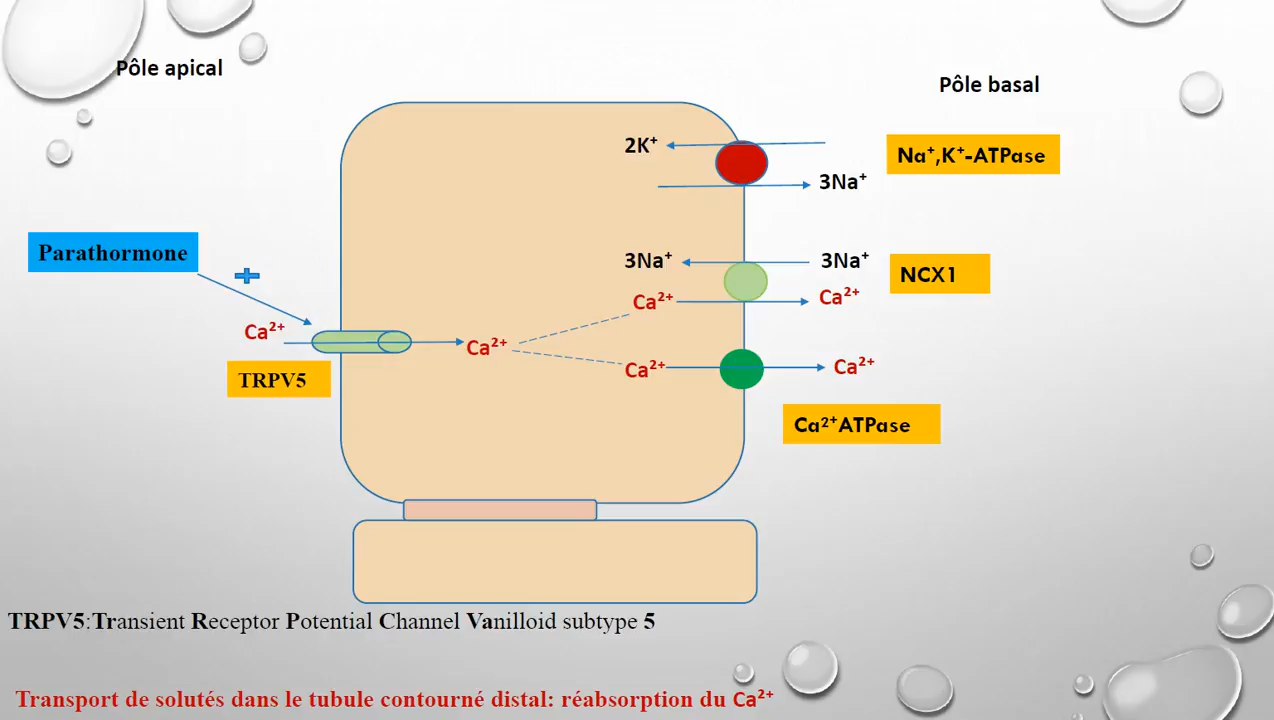 Pôle apical
Pôle basal
2K⁺
Na⁺,K⁺-ATPase
3Na⁺
Parathormone
3Na⁺
3Na⁺
NCX1
Ca²⁺
Ca²⁺
Ca²⁺
Ca²⁺
Ca²⁺
Ca²⁺
TRPV5
Ca²⁺ATPase
TRPV5:Transient Receptor Potential Channel Vanilloid subtype 5
Transport de solutés dans le tubule contourné distal: réabsorption du Ca²⁺